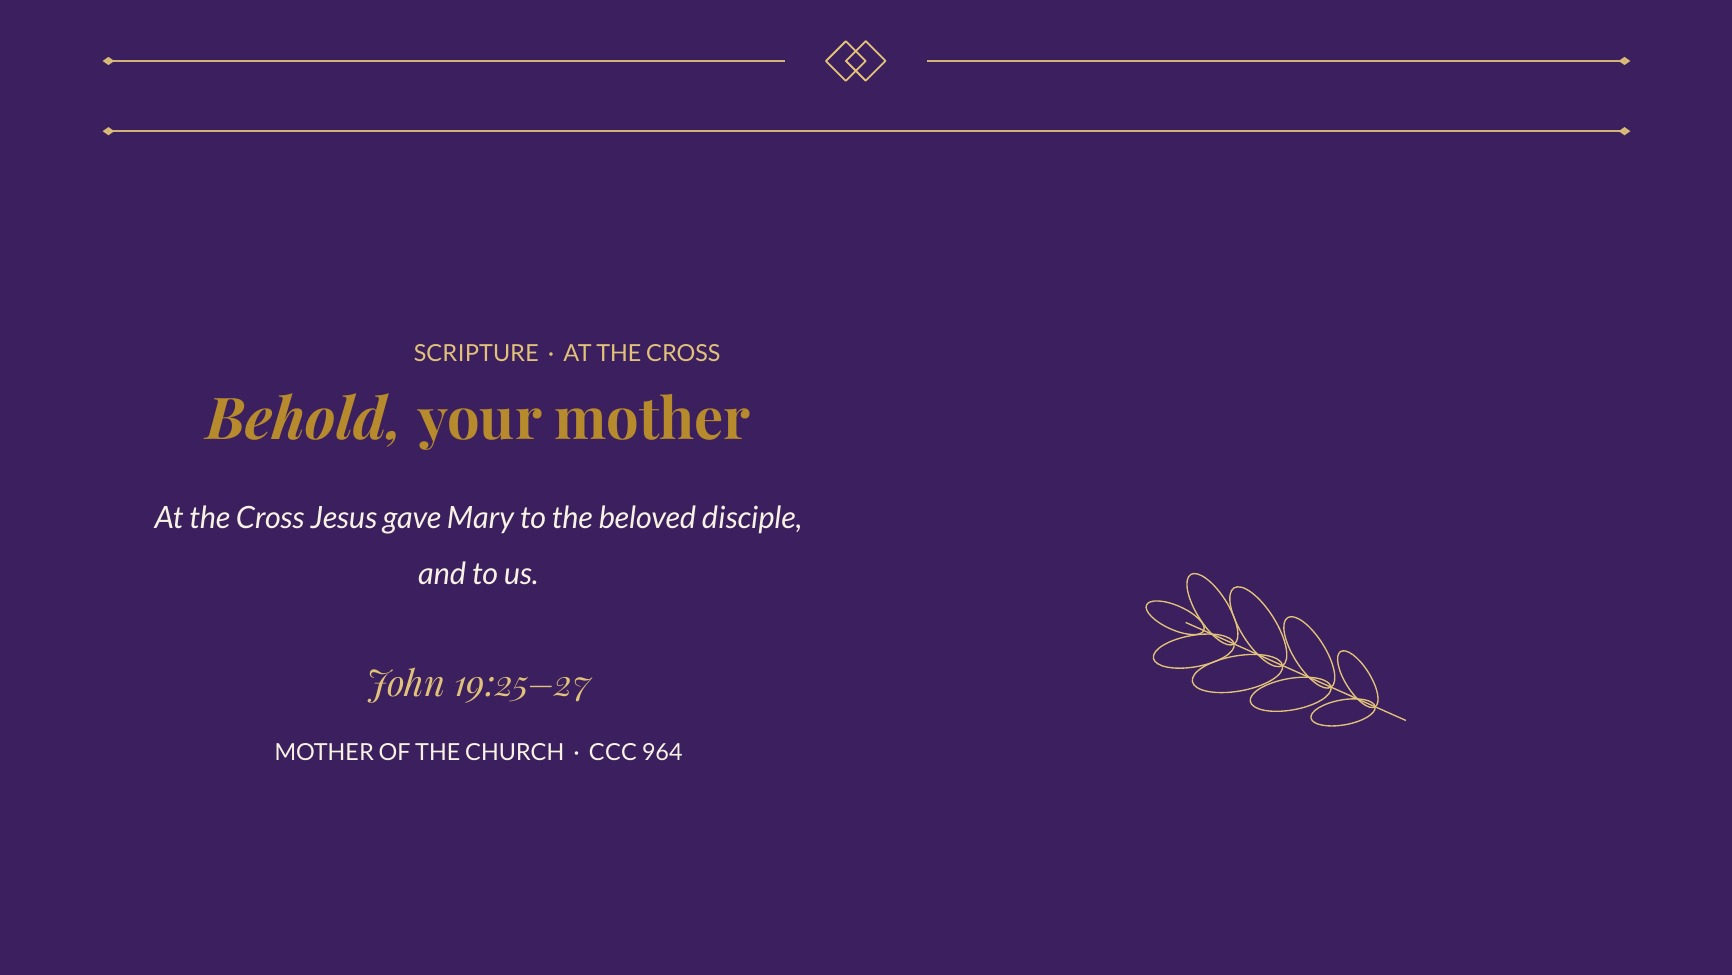 SCRIPTURE · AT THE CROSS
Behold, your mother
At the Cross Jesus gave Mary to the beloved disciple,
and to us.
John 19:25–27
MOTHER OF THE CHURCH · CCC 964